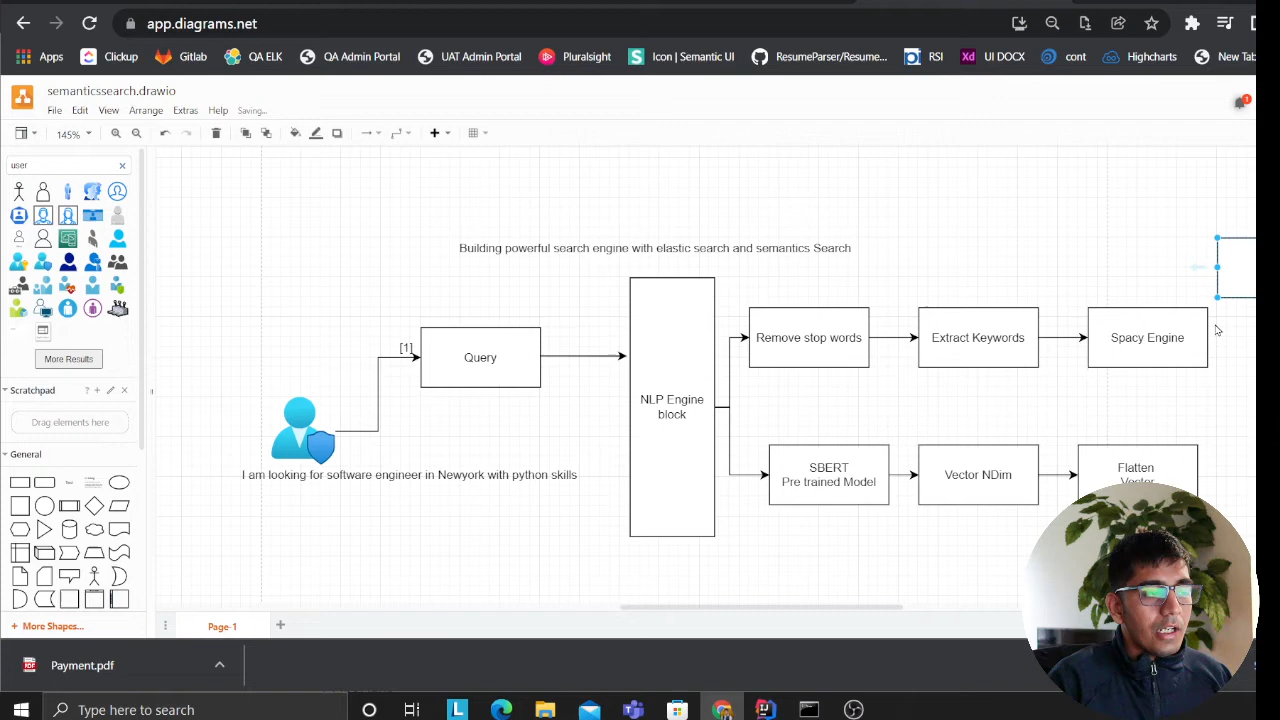 app.diagrams.net
Apps
Clickup
Gitlab
QA ELK
QA Admin Portal
UAT Admin Portal
Pluralsight
Icon | Semantic UI
ResumeParser/Resume...
RSI
UI DOCX
cont
Highcharts
New Tab
semanticssearch.drawio
File Edit View Arrange Extras Help Saving...
145%
user
More Results
Scratchpad
Drag elements here
General
More Shapes...
Building powerful search engine with elastic search and semantics Search
[1]
Query
NLP Engine
block
Remove stop words
Extract Keywords
Spacy Engine
I am looking for software engineer in Newyork with python skills
SBERT
Pre trained Model
Vector NDim
Flatten
Vector
Page-1
Payment.pdf
Type here to search